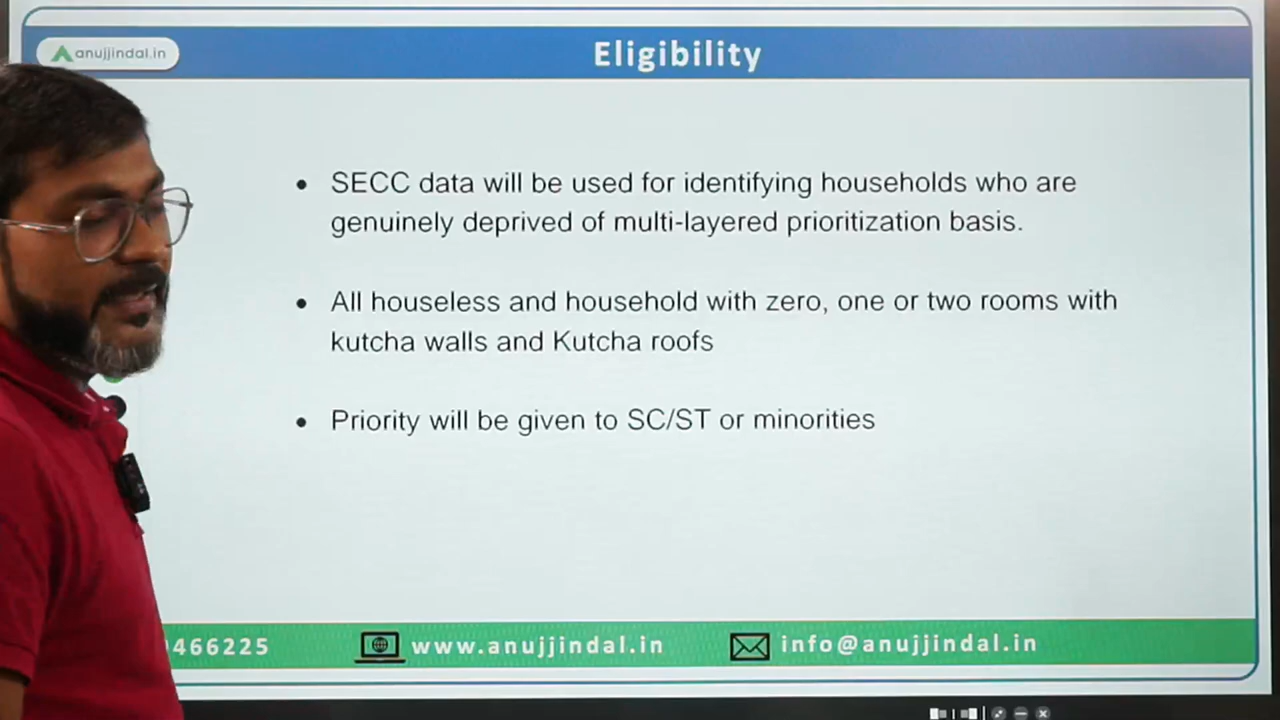 anujjindal.in
Eligibility
• SECC data will be used for identifying households who are
genuinely deprived of multi-layered prioritization basis.
• All houseless and household with zero, one or two rooms with
kutcha walls and Kutcha roofs
• Priority will be given to SC/ST or minorities
466225
www.anujjindal.in
info@anujjindal.in